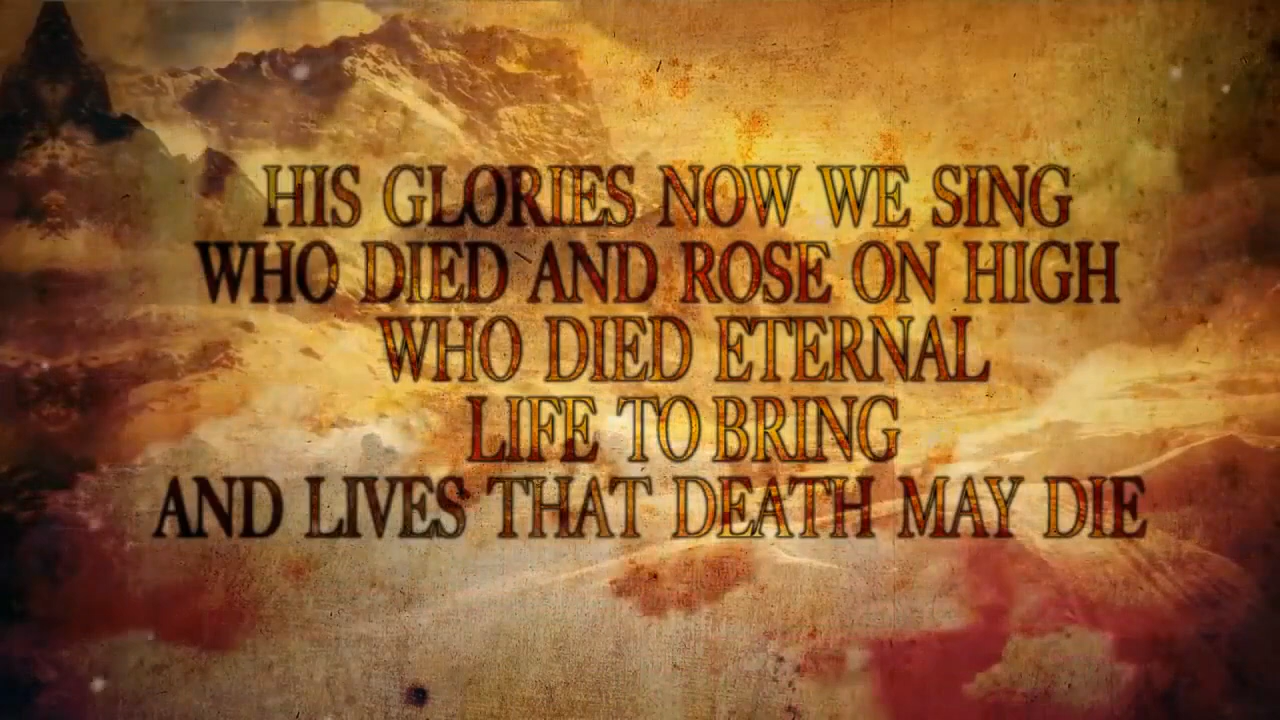 HIS GLORIES NOW WE SING
WHO DIED AND ROSE ON HIGH
WHO DIED ETERNAL
LIFE TO BRING
AND LIVES THAT DEATH MAY DIE